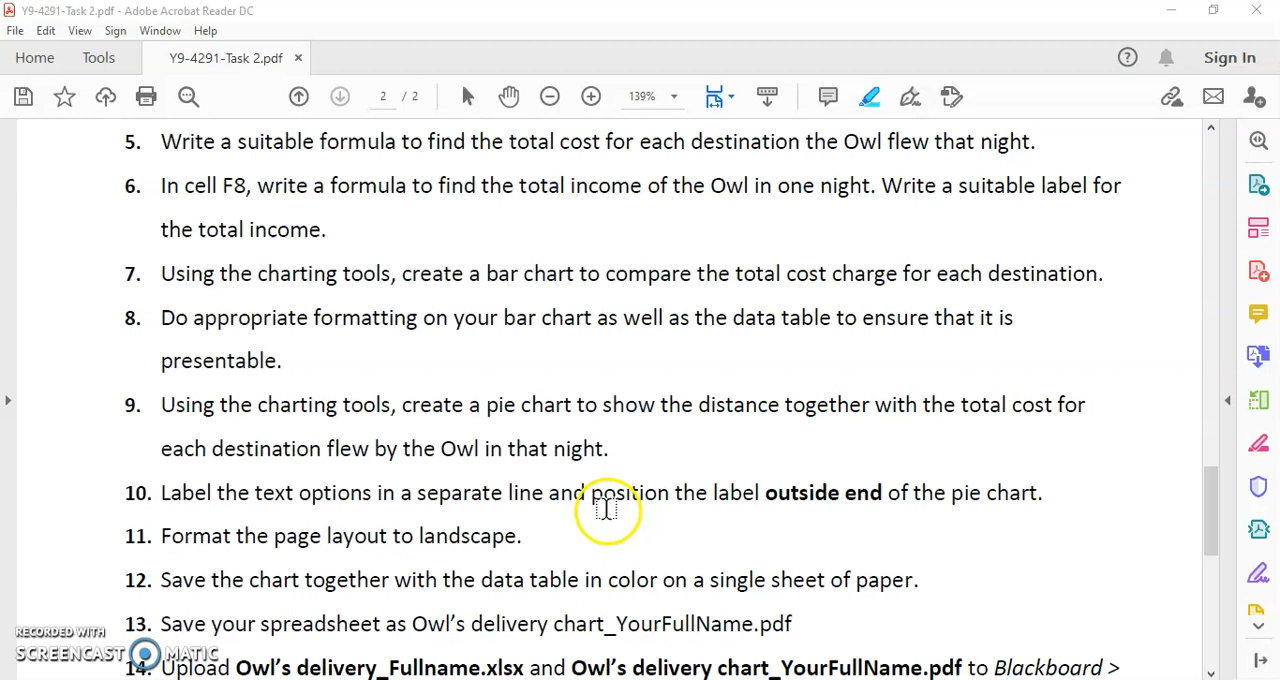 Y9-4291-Task 2.pdf - Adobe Acrobat Reader DC
File Edit View Sign Window Help
Home Tools Y9-4291-Task 2.pdf × Sign In
2 / 2 139%
5. Write a suitable formula to find the total cost for each destination the Owl flew that night.
6. In cell F8, write a formula to find the total income of the Owl in one night. Write a suitable label for
the total income.
7. Using the charting tools, create a bar chart to compare the total cost charge for each destination.
8. Do appropriate formatting on your bar chart as well as the data table to ensure that it is
presentable.
9. Using the charting tools, create a pie chart to show the distance together with the total cost for
each destination flew by the Owl in that night.
10. Label the text options in a separate line and position the label outside end of the pie chart.
11. Format the page layout to landscape.
12. Save the chart together with the data table in color on a single sheet of paper.
13. Save your spreadsheet as Owl’s delivery chart_YourFullName.pdf
14. Upload Owl’s delivery_Fullname.xlsx and Owl’s delivery chart_YourFullName.pdf to Blackboard >
RECORDED WITH
SCREENCAST MATIC